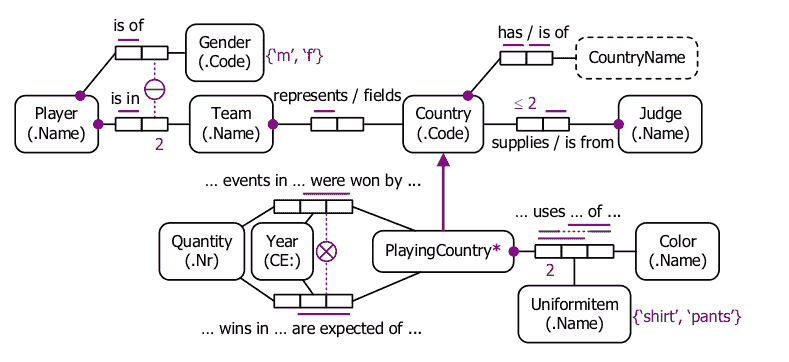 is of
Gender
(.Code)
{‘m’, ‘f’}
has / is of
CountryName
Player
(.Name)
is in
2
Team
(.Name)
represents / fields
Country
(.Code)
≤ 2
supplies / is from
Judge
(.Name)
... events in ... were won by ...
Quantity
(.Nr)
Year
(CE:)
PlayingCountry*
... uses ... of ...
2
Color
(.Name)
Uniformitem
(.Name)
{‘shirt’, ‘pants’}
... wins in ... are expected of ...